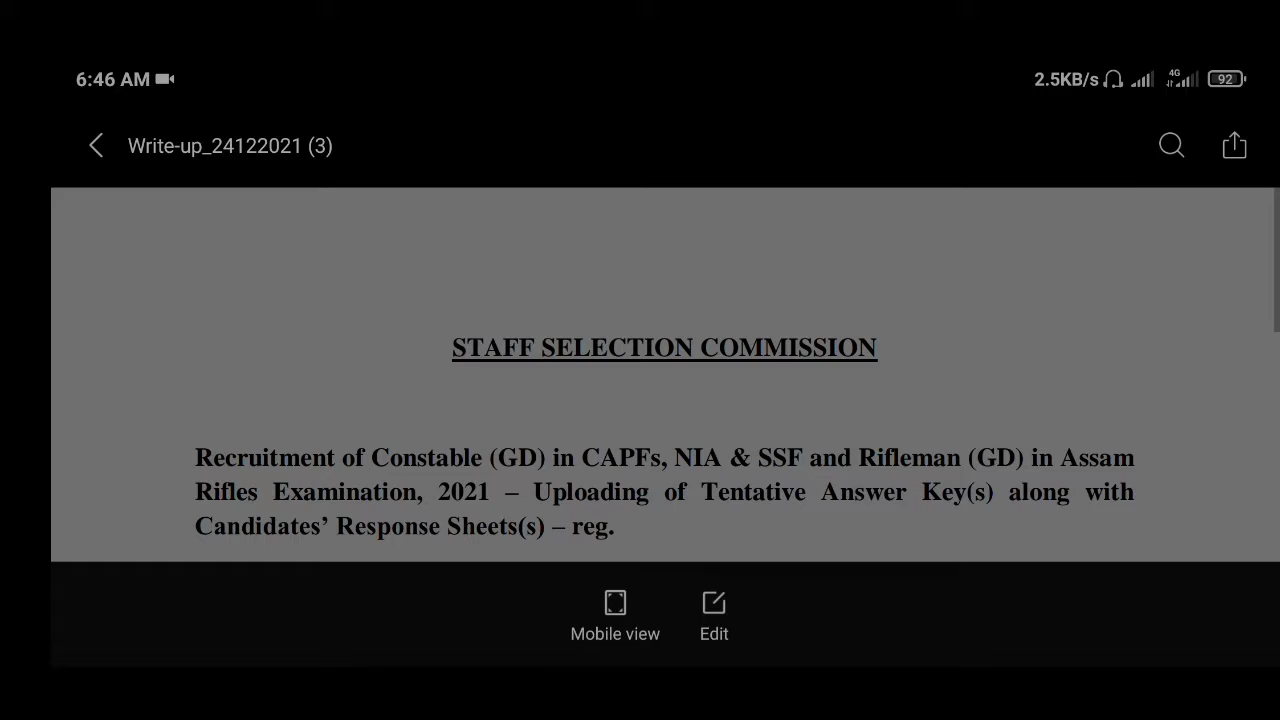 6:46 AM
2.5KB/s 4G 92
Write-up_24122021 (3)
STAFF SELECTION COMMISSION
Recruitment of Constable (GD) in CAPFs, NIA & SSF and Rifleman (GD) in Assam
Rifles Examination, 2021 – Uploading of Tentative Answer Key(s) along with
Candidates’ Response Sheets(s) – reg.
Mobile view
Edit